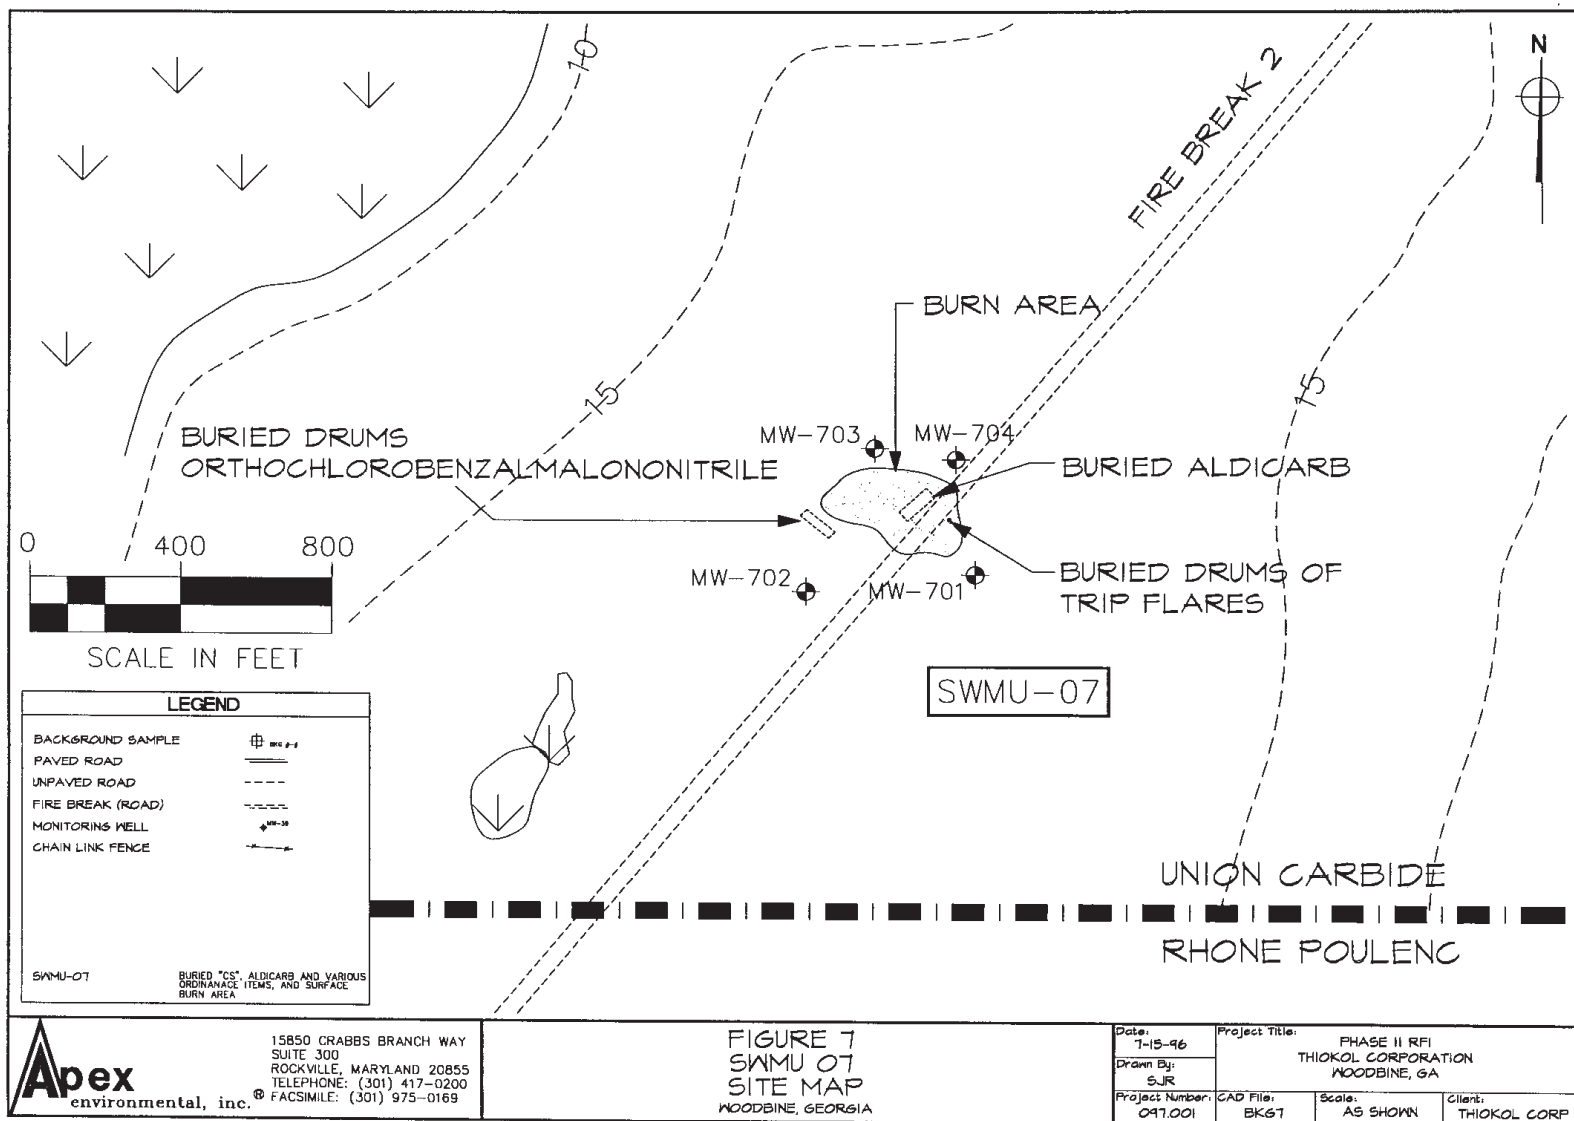 10
N
FIRE BREAK 2
BURN AREA
15
15
MW-703
MW-704
BURIED DRUMS
ORTHOCHLOROBENZALMALONONITRILE
BURIED ALDICARB
0 400 800
SCALE IN FEET
MW-702
MW-701
BURIED DRUMS OF
TRIP FLARES
SWMU-07
LEGEND
BACKGROUND SAMPLE
PAVED ROAD
UNPAVED ROAD
FIRE BREAK (ROAD)
MONITORING WELL
CHAIN LINK FENCE
SWMU-07
BURIED "CS", ALDICARB AND VARIOUS
ORDINANACE ITEMS, AND SURFACE
BURN AREA
UNION CARBIDE
RHONE POULENC
Apex
environmental, inc.®
15850 CRABBS BRANCH WAY
SUITE 300
ROCKVILLE, MARYLAND 20855
TELEPHONE: (301) 417-0200
FACSIMILE: (301) 975-0169
FIGURE 7
SWMU 07
SITE MAP
WOODBINE, GEORGIA
Date:
7-15-96
Drawn By:
SJR
Project Number:
097.001
Project Title:
PHASE II RFI
THIOKOL CORPORATION
WOODBINE, GA
CAD File:
BKG7
Scale:
AS SHOWN
Client:
THIOKOL CORP